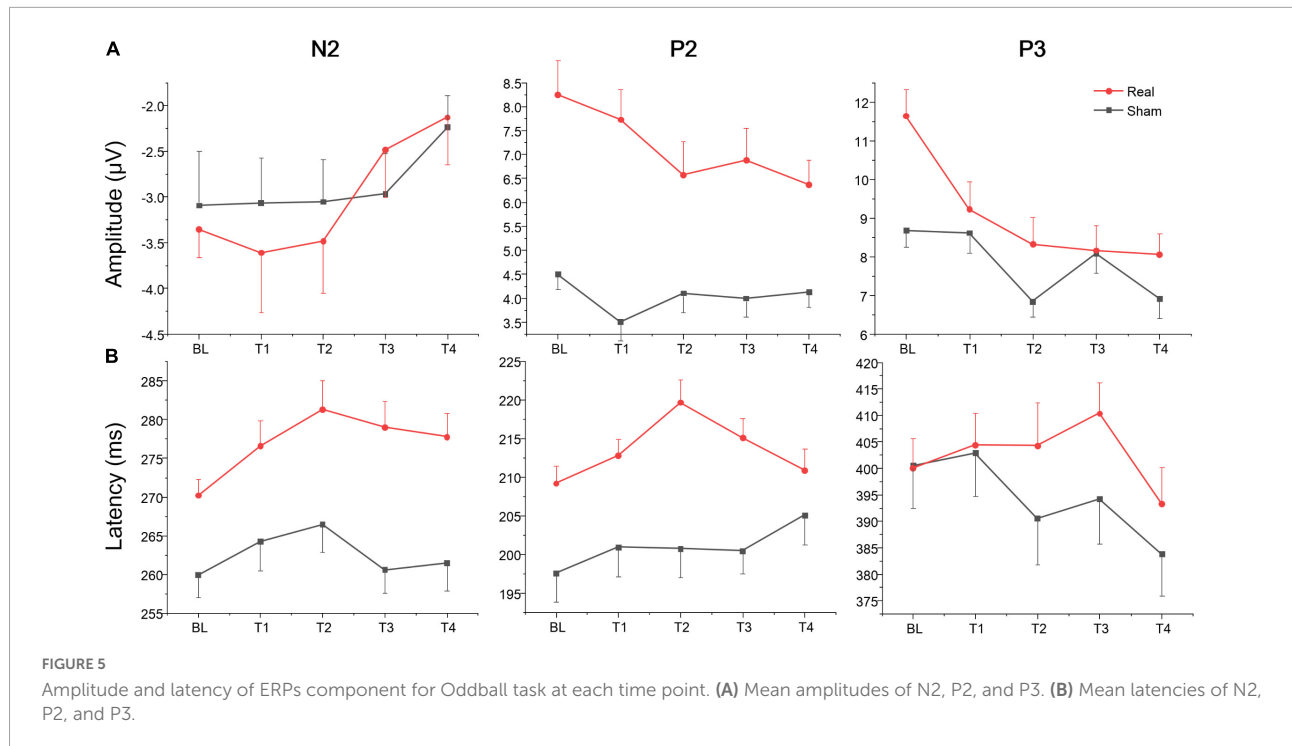 A
N2
P2
P3
Amplitude (μV)
-2.0
-2.5
-3.0
-3.5
-4.0
-4.5
BL T1 T2 T3 T4
8.5
8.0
7.5
7.0
6.5
6.0
5.5
5.0
4.5
4.0
3.5
BL T1 T2 T3 T4
12
11
10
9
8
7
6
BL T1 T2 T3 T4
Real
Sham
B
Latency (ms)
285
280
275
270
265
260
255
BL T1 T2 T3 T4
225
220
215
210
205
200
195
BL T1 T2 T3 T4
420
415
410
405
400
395
390
385
380
375
BL T1 T2 T3 T4
FIGURE 5
Amplitude and latency of ERPs component for Oddball task at each time point. (A) Mean amplitudes of N2, P2, and P3. (B) Mean latencies of N2,
P2, and P3.